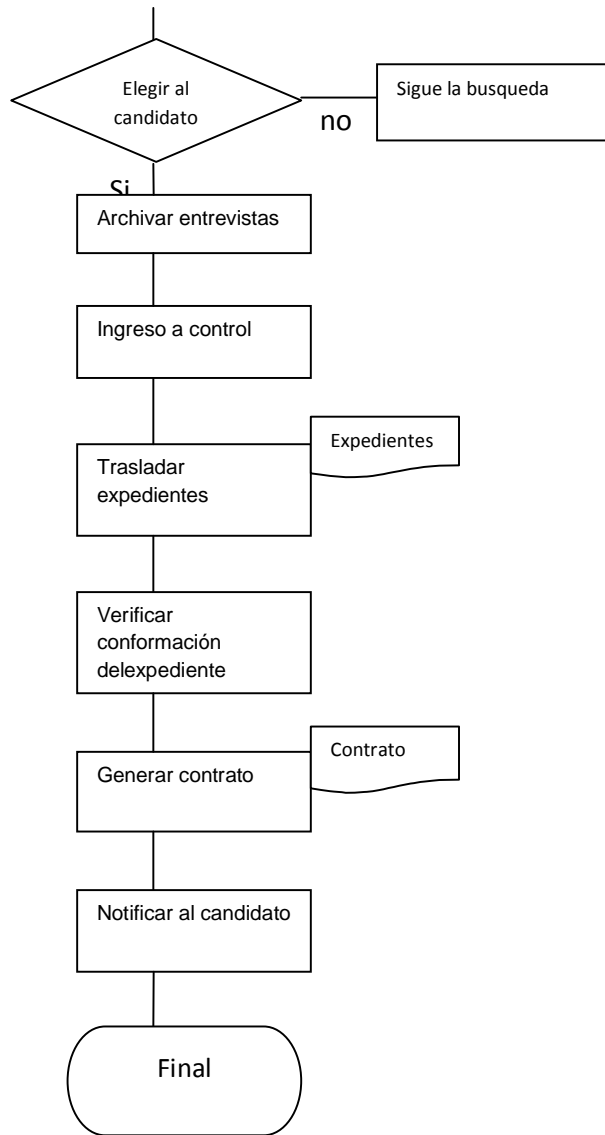 Elegir al
candidato
Sigue la busqueda
no
Si
Archivar entrevistas
Ingreso a control
Expedientes
Trasladar
expedientes
Verificar
conformación
delexpediente
Contrato
Generar contrato
Notificar al candidato
Final